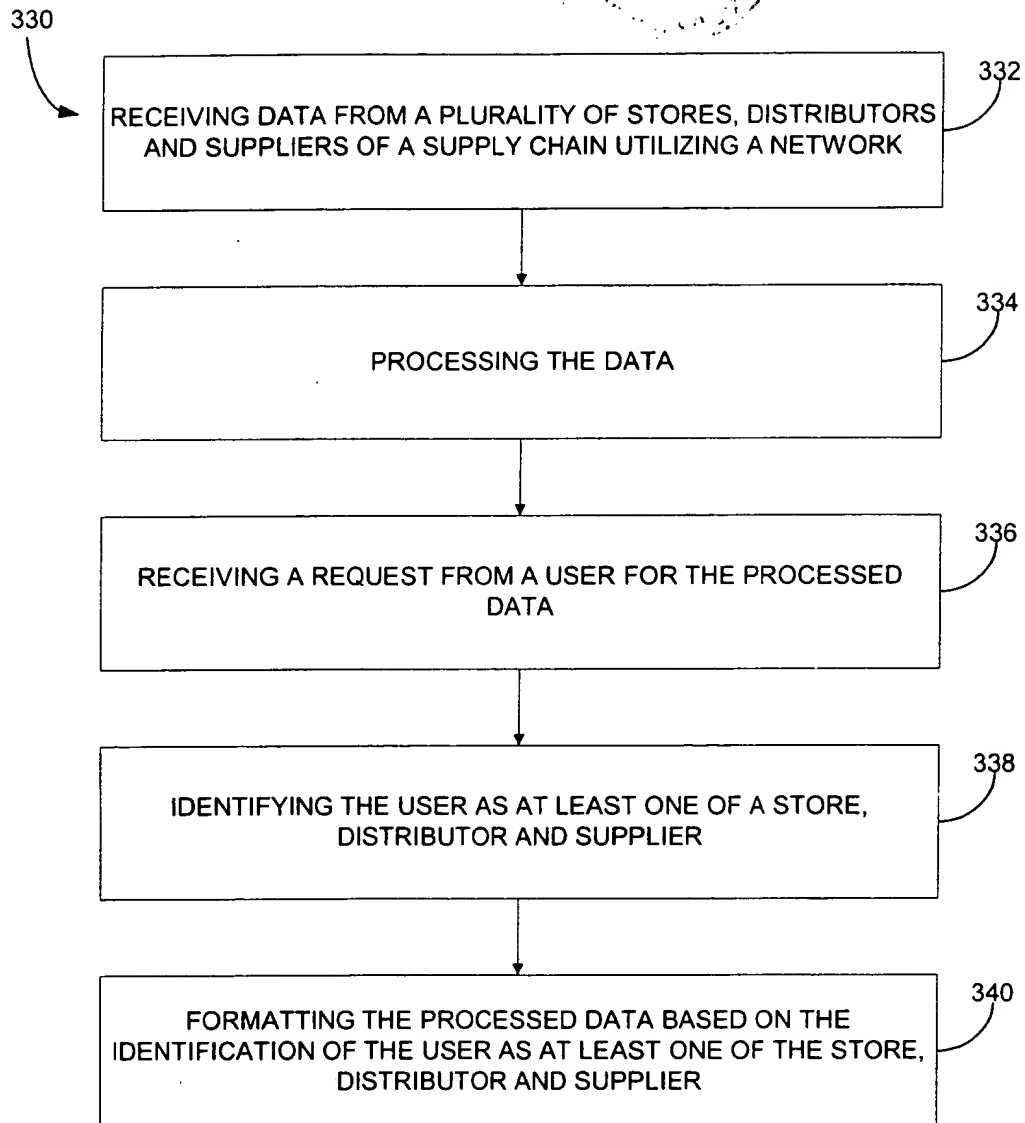 330
332
RECEIVING DATA FROM A PLURALITY OF STORES, DISTRIBUTORS
AND SUPPLIERS OF A SUPPLY CHAIN UTILIZING A NETWORK
334
PROCESSING THE DATA
336
RECEIVING A REQUEST FROM A USER FOR THE PROCESSED
DATA
338
IDENTIFYING THE USER AS AT LEAST ONE OF A STORE,
DISTRIBUTOR AND SUPPLIER
340
FORMATTING THE PROCESSED DATA BASED ON THE
IDENTIFICATION OF THE USER AS AT LEAST ONE OF THE STORE,
DISTRIBUTOR AND SUPPLIER